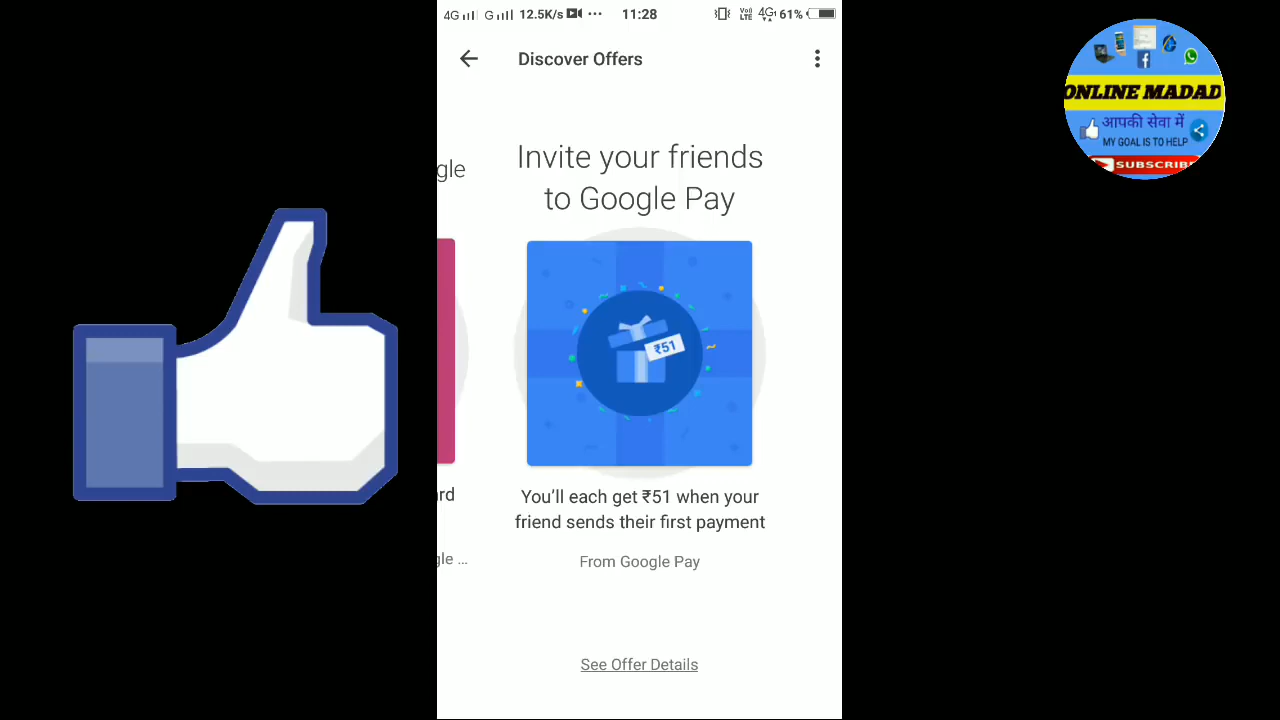 4G G 12.5K/s ... 11:28 VoLTE 4G 61%
Discover Offers
gle
Invite your friends
to Google Pay
₹51
You'll each get ₹51 when your
friend sends their first payment
rd
gle ...
From Google Pay
See Offer Details
ONLINE MADAD
आपकी सेवा में
MY GOAL IS TO HELP
SUBSCRIBE